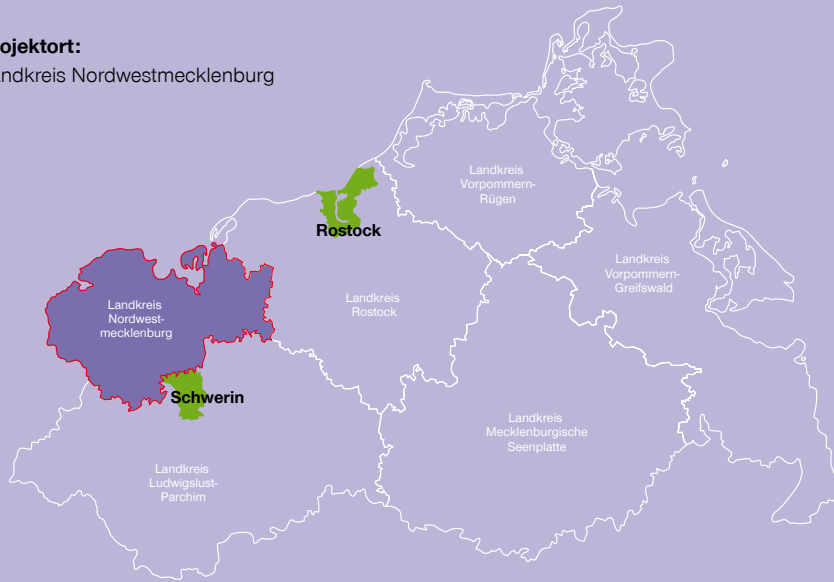 ojektort:
andkreis Nordwestmecklenburg
Landkreis
Vorpommern-
Rügen
Rostock
Landkreis
Vorpommern-
Greifswald
Landkreis
Nordwest-
mecklenburg
Landkreis
Rostock
Schwerin
Landkreis
Mecklenburgische
Seenplatte
Landkreis
Ludwigslust-
Parchim